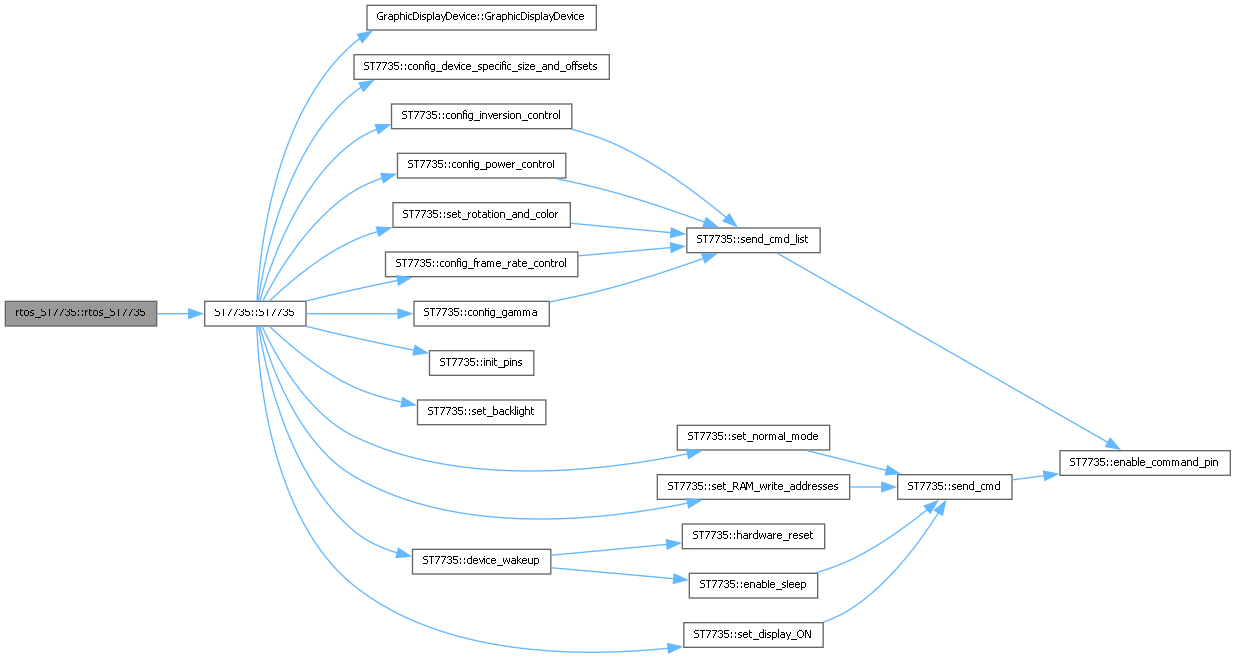 GraphicDisplayDevice::GraphicDisplayDevice
ST7735::config_device_specific_size_and_offsets
ST7735::config_inversion_control
ST7735::config_power_control
ST7735::set_rotation_and_color
ST7735::send_cmd_list
ST7735::config_frame_rate_control
rtos_ST7735::rtos_ST7735
ST7735::ST7735
ST7735::config_gamma
ST7735::init_pins
ST7735::set_backlight
ST7735::set_normal_mode
ST7735::enable_command_pin
ST7735::set_RAM_write_addresses
ST7735::send_cmd
ST7735::hardware_reset
ST7735::device_wakeup
ST7735::enable_sleep
ST7735::set_display_ON